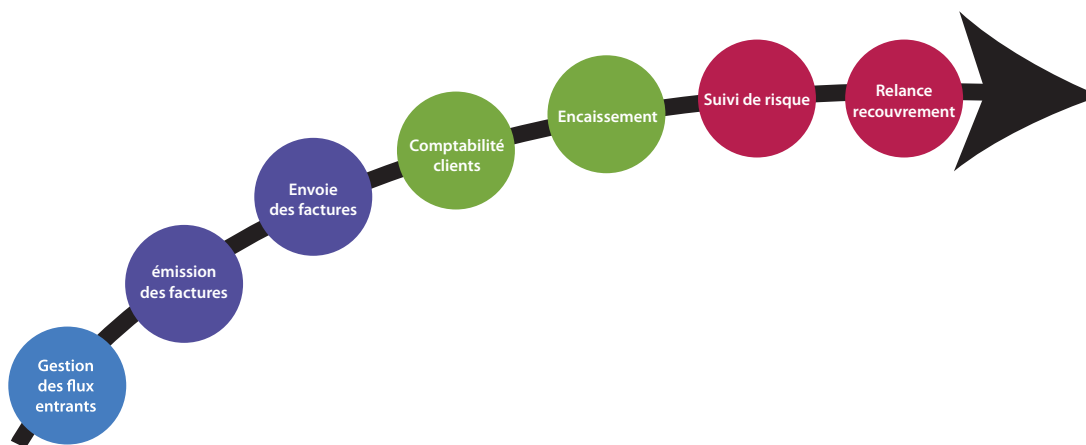 Gestion
des flux
entrants
émission
des factures
Envoie
des factures
Comptabilité
clients
Encaissement
Suivi de risque
Relance
recouvrement